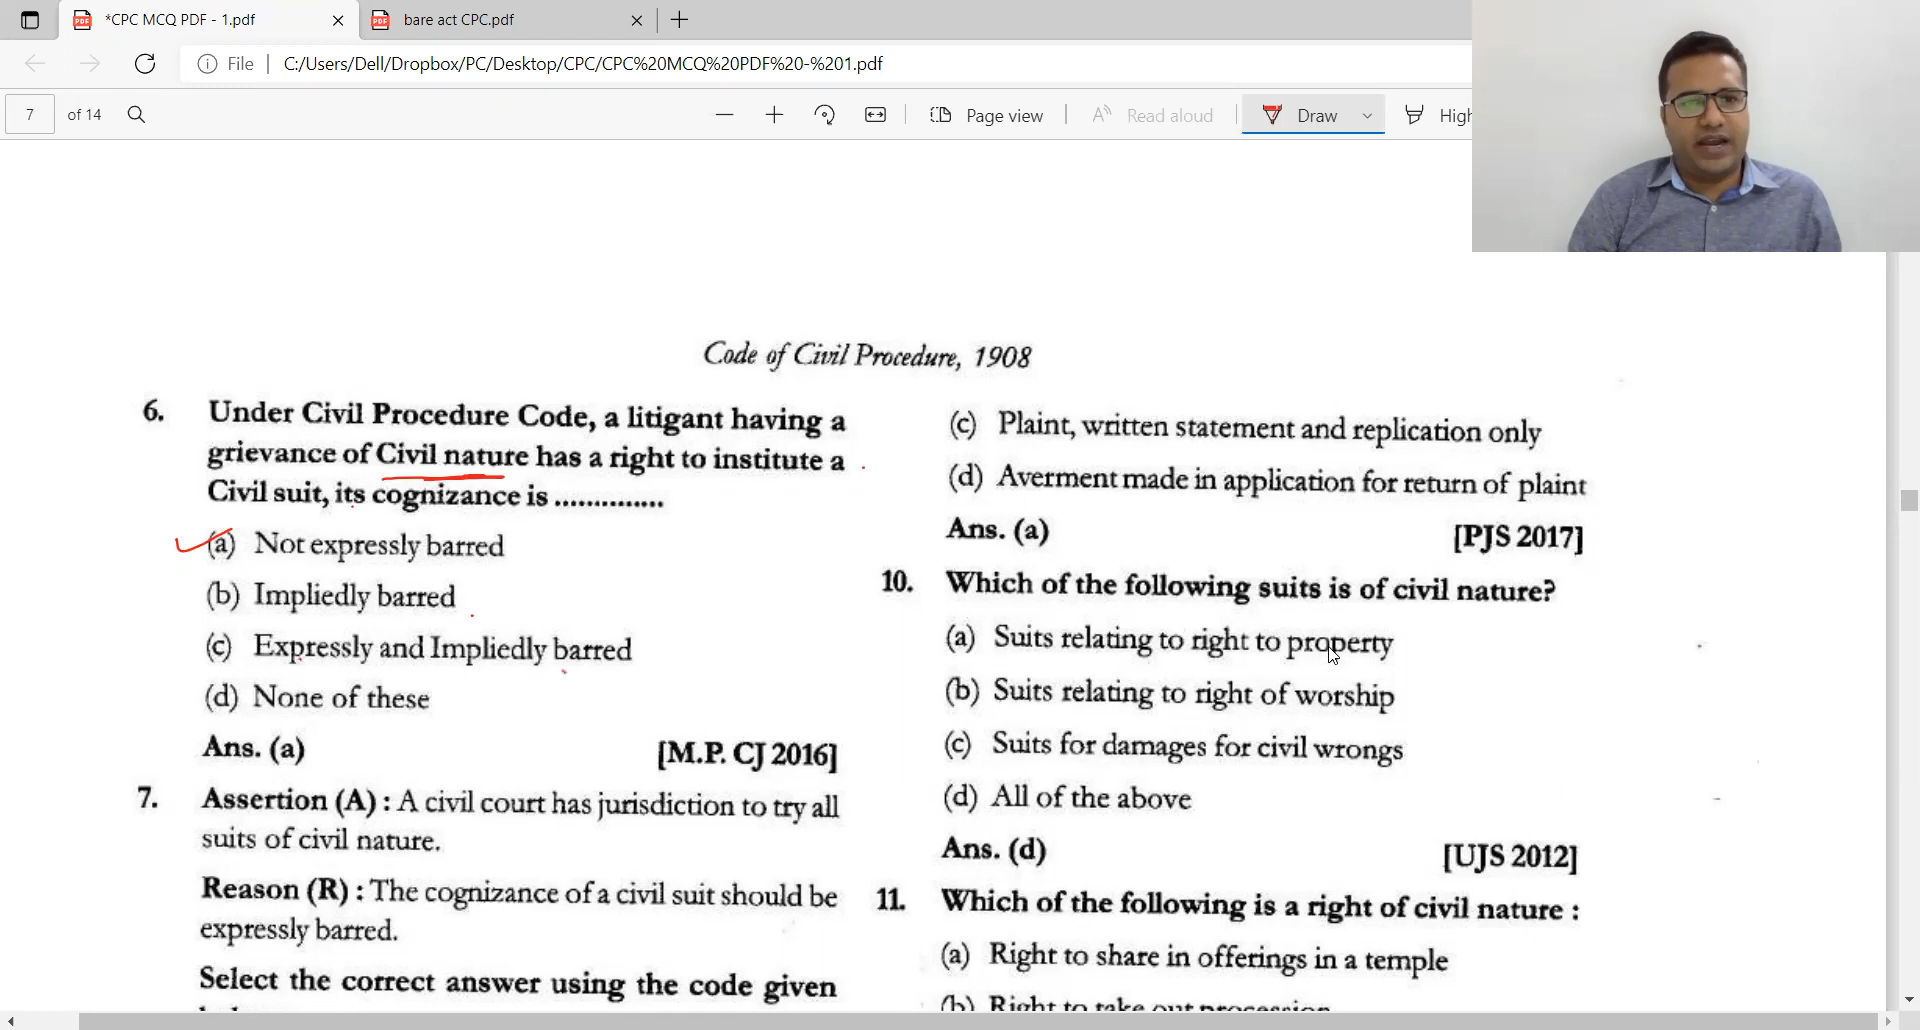 *CPC MCQ PDF - 1.pdf
bare act CPC.pdf
File
C:/Users/Dell/Dropbox/PC/Desktop/CPC/CPC%20MCQ%20PDF%20-%201.pdf
7 of 14
Page view
Read aloud
Draw
High
Code of Civil Procedure, 1908
6. Under Civil Procedure Code, a litigant having a
grievance of Civil nature has a right to institute a
Civil suit, its cognizance is ..............
(a) Not expressly barred
(b) Impliedly barred
(c) Expressly and Impliedly barred
(d) None of these
Ans. (a) [M.P. CJ 2016]
7. Assertion (A) : A civil court has jurisdiction to try all
suits of civil nature.
Reason (R) : The cognizance of a civil suit should be
expressly barred.
Select the correct answer using the code given
(c) Plaint, written statement and replication only
(d) Averment made in application for return of plaint
Ans. (a) [PJS 2017]
10. Which of the following suits is of civil nature?
(a) Suits relating to right to property
(b) Suits relating to right of worship
(c) Suits for damages for civil wrongs
(d) All of the above
Ans. (d) [UJS 2012]
11. Which of the following is a right of civil nature :
(a) Right to share in offerings in a temple
(b) Right to take out procession